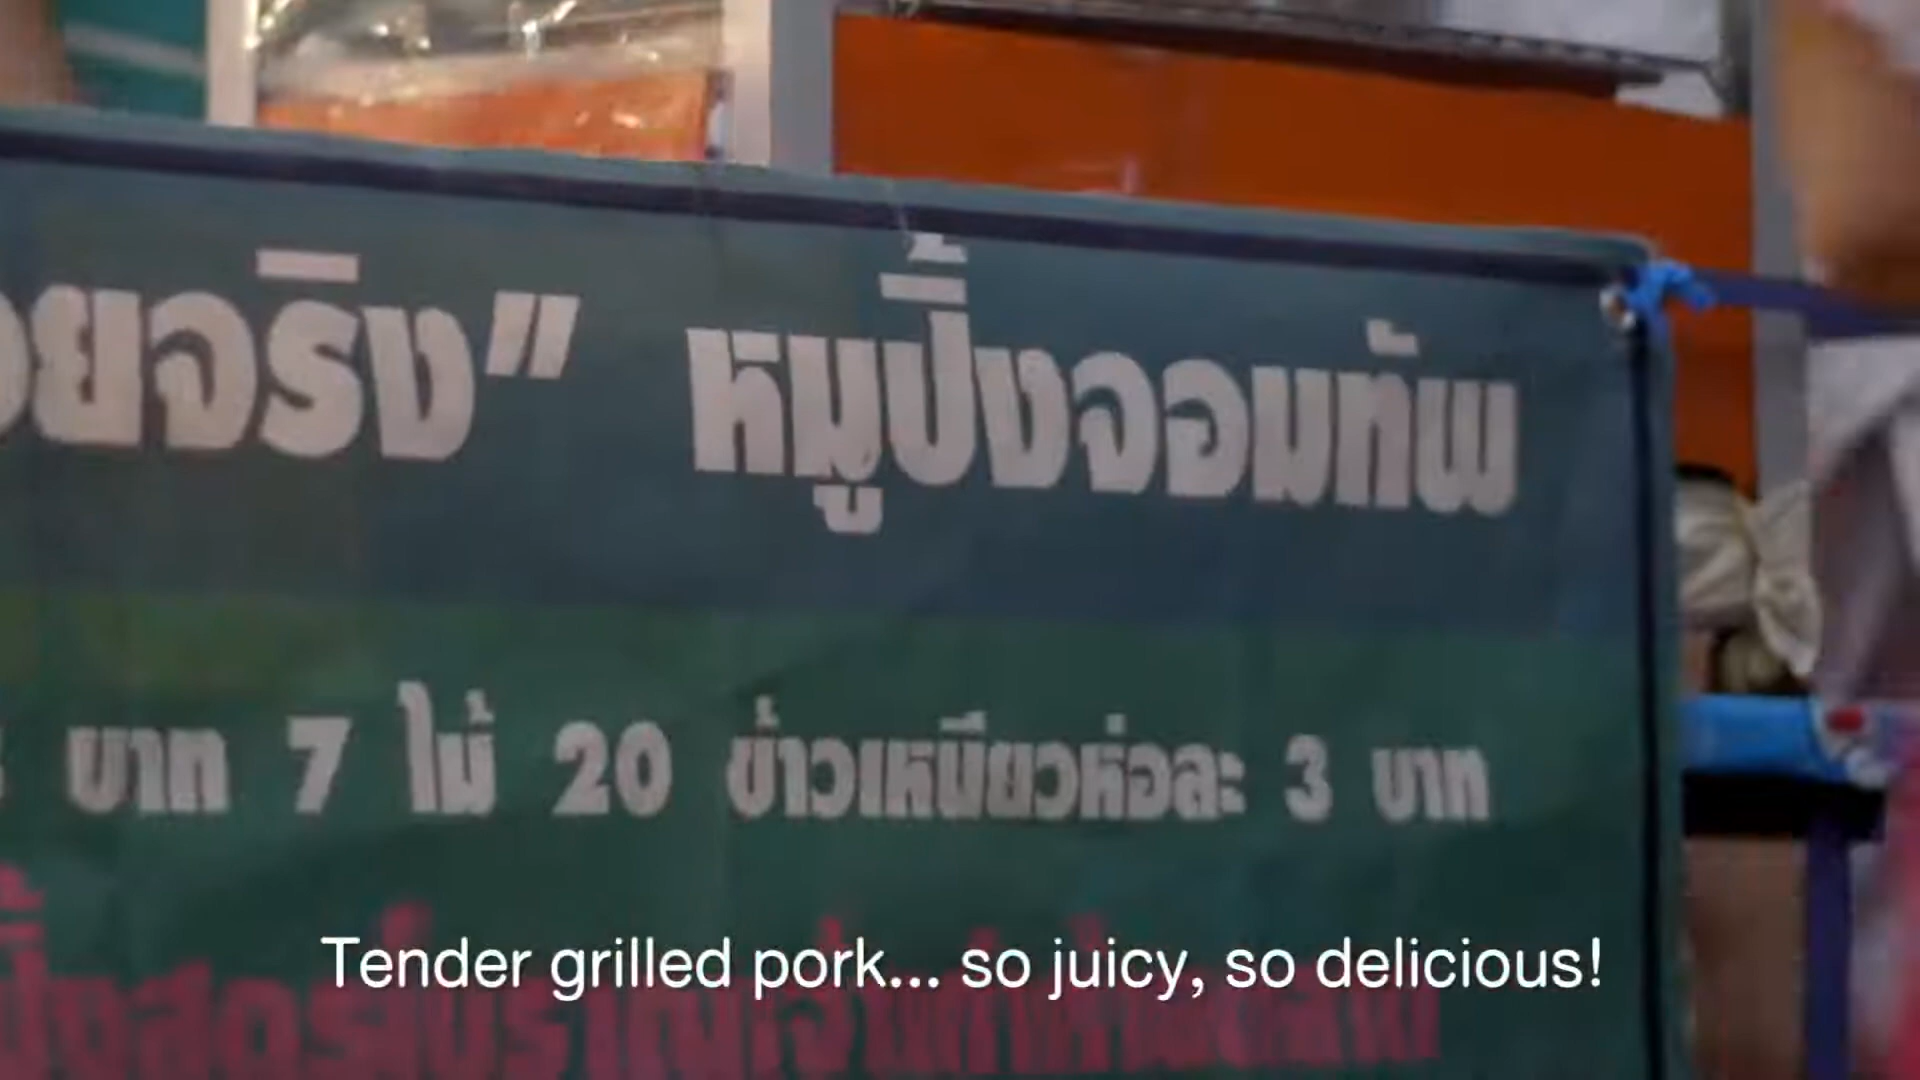 ยจริง" หมูปิ้งจอมทัพ
บาท 7 ไม้ 20 ข้าวเหนียวห่อละ 3 บาท
Tender grilled pork... so juicy, so delicious!